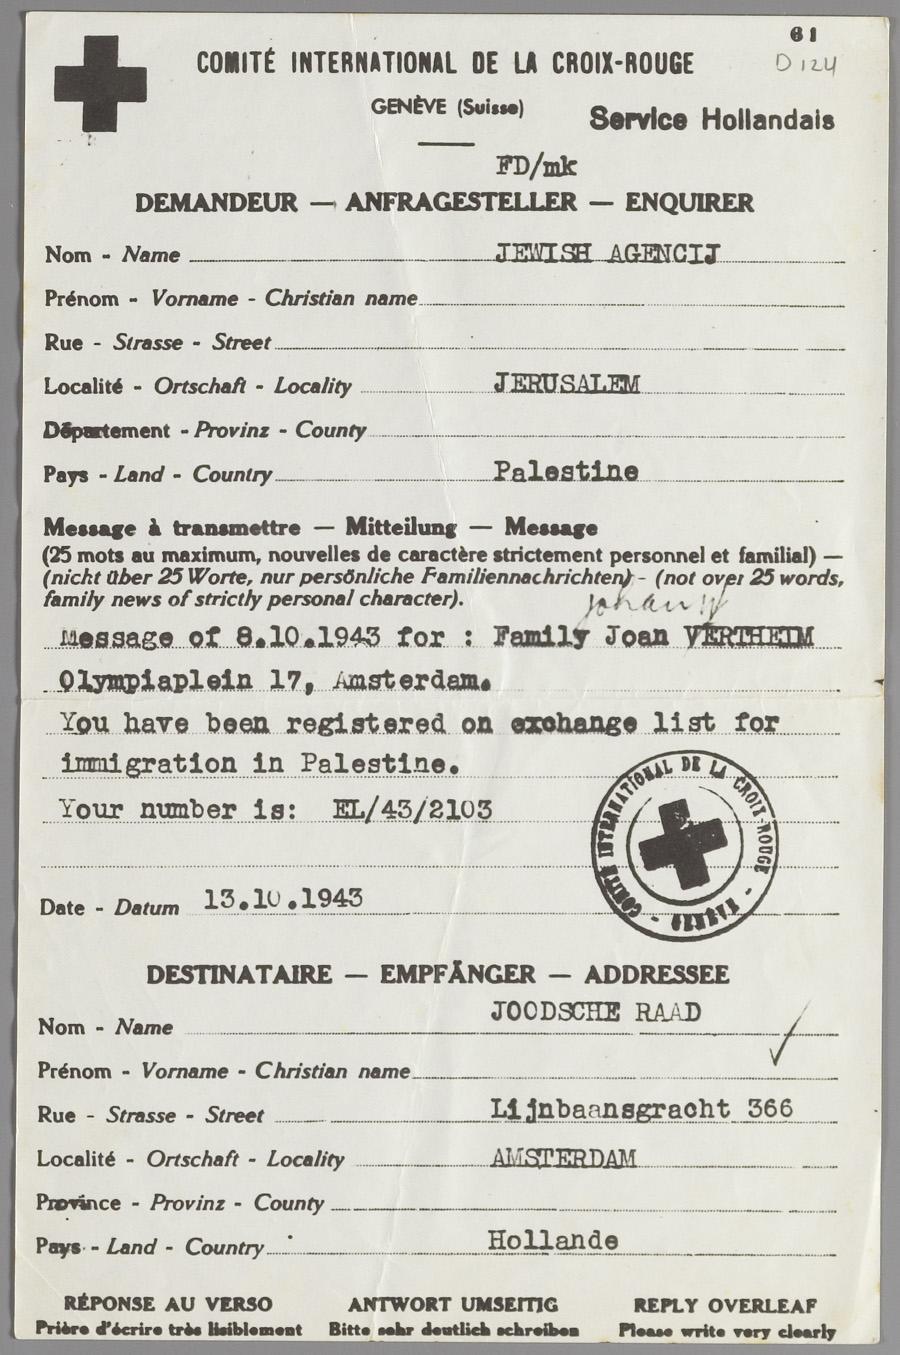 61
COMITÉ INTERNATIONAL DE LA CROIX-ROUGE
D 124
GENÈVE (Suisse)
Service Hollandais
FD/mk
DEMANDEUR — ANFRAGESTELLER — ENQUIRER
Nom - Name JEWISH AGENCIJ
Prénom - Vorname - Christian name
Rue - Strasse - Street
Localité - Ortschaft - Locality JERUSALEM
Département - Provinz - County
Pays - Land - Country Palestine
Message à transmettre — Mitteilung — Message
(25 mots au maximum, nouvelles de caractère strictement personnel et familial) —
(nicht über 25 Worte, nur persönliche Familiennachrichten) - (not over 25 words,
family news of strictly personal character).
Message of 8.10.1943 for : Family Joan VERTHEIM
Olympiaplein 17, Amsterdam.
You have been registered on exchange list for
immigration in Palestine.
Your number is: EL/43/2103
COMITÉ INTERNATIONAL DE LA CROIX-ROUGE - GENÈVE -
Date - Datum 13.10.1943
DESTINATAIRE — EMPFÄNGER — ADDRESSEE
Nom - Name JOODSCHE RAAD
Prénom - Vorname - Christian name
Rue - Strasse - Street Lijnbaansgracht 366
Localité - Ortschaft - Locality AMSTERDAM
Province - Provinz - County
Pays - Land - Country Hollande
RÉPONSE AU VERSO ANTWORT UMSEITIG REPLY OVERLEAF
Prière d'écrire très lisiblement Bitte sehr deutlich schreiben Please write very clearly